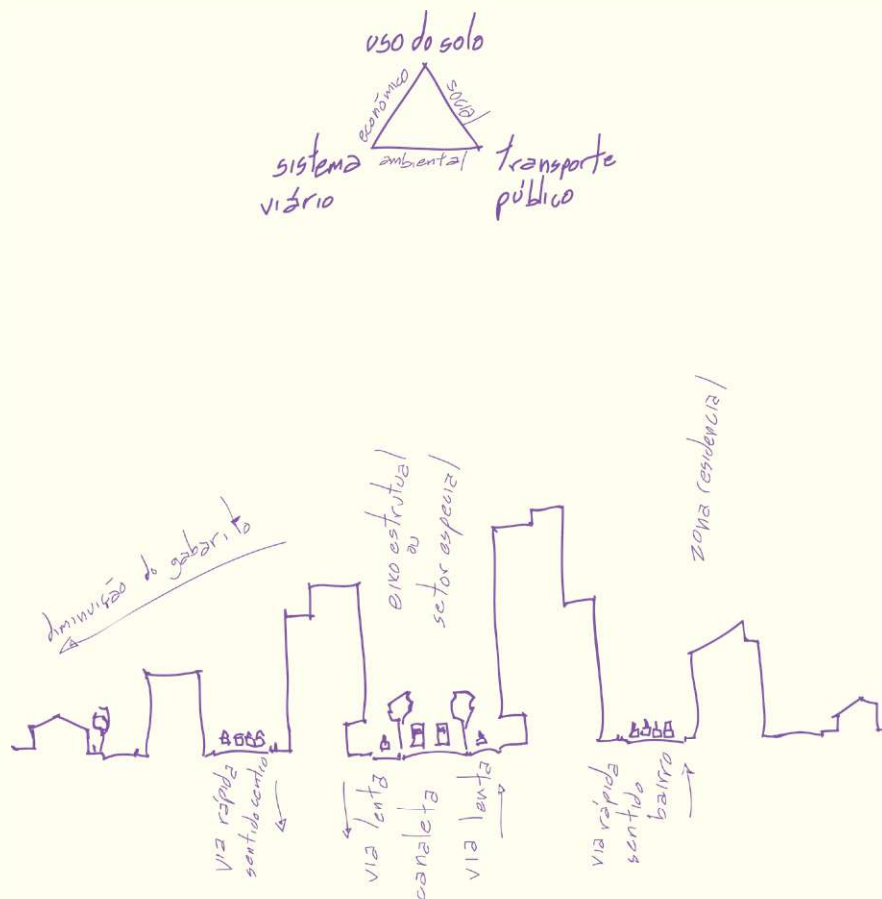 uso do solo
econômico
social
sistema
viário
ambiental
transporte
público
diminuição do gabarito
eixo estrutual
ou
setor especial
zona residencial
via rápida
sentido centro
via lenta
canaleta
via lenta
via rápida
sentido
bairro